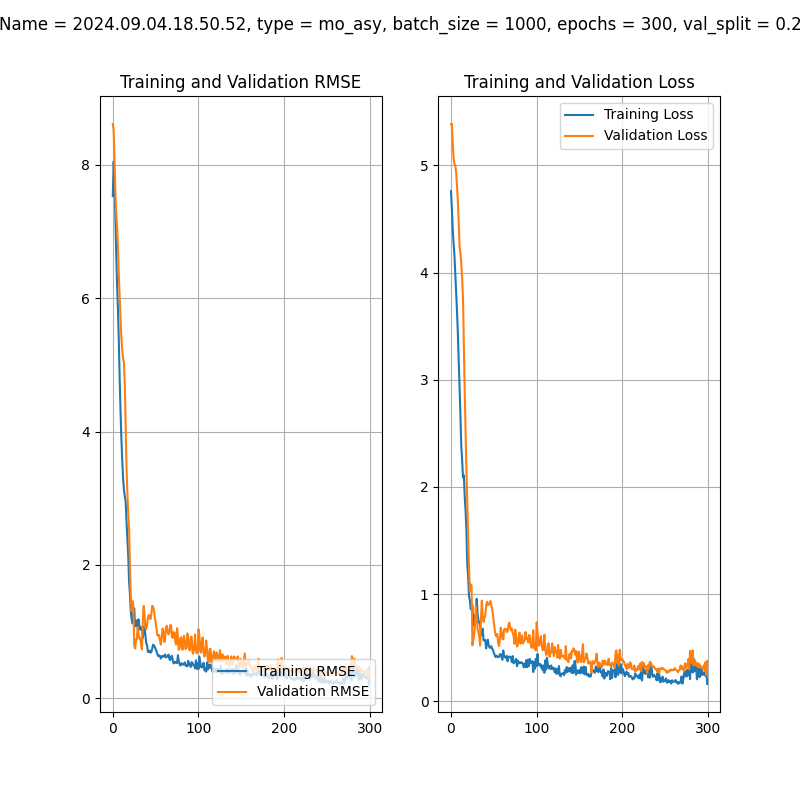 Name = 2024.09.04.18.50.52, type = mo_asy, batch_size = 1000, epochs = 300, val_split = 0.2
Training and Validation RMSE
8
6
4
2
0
0 100 200 300
Training RMSE
Validation RMSE
Training and Validation Loss
5
4
3
2
1
0
0 100 200 300
Training Loss
Validation Loss